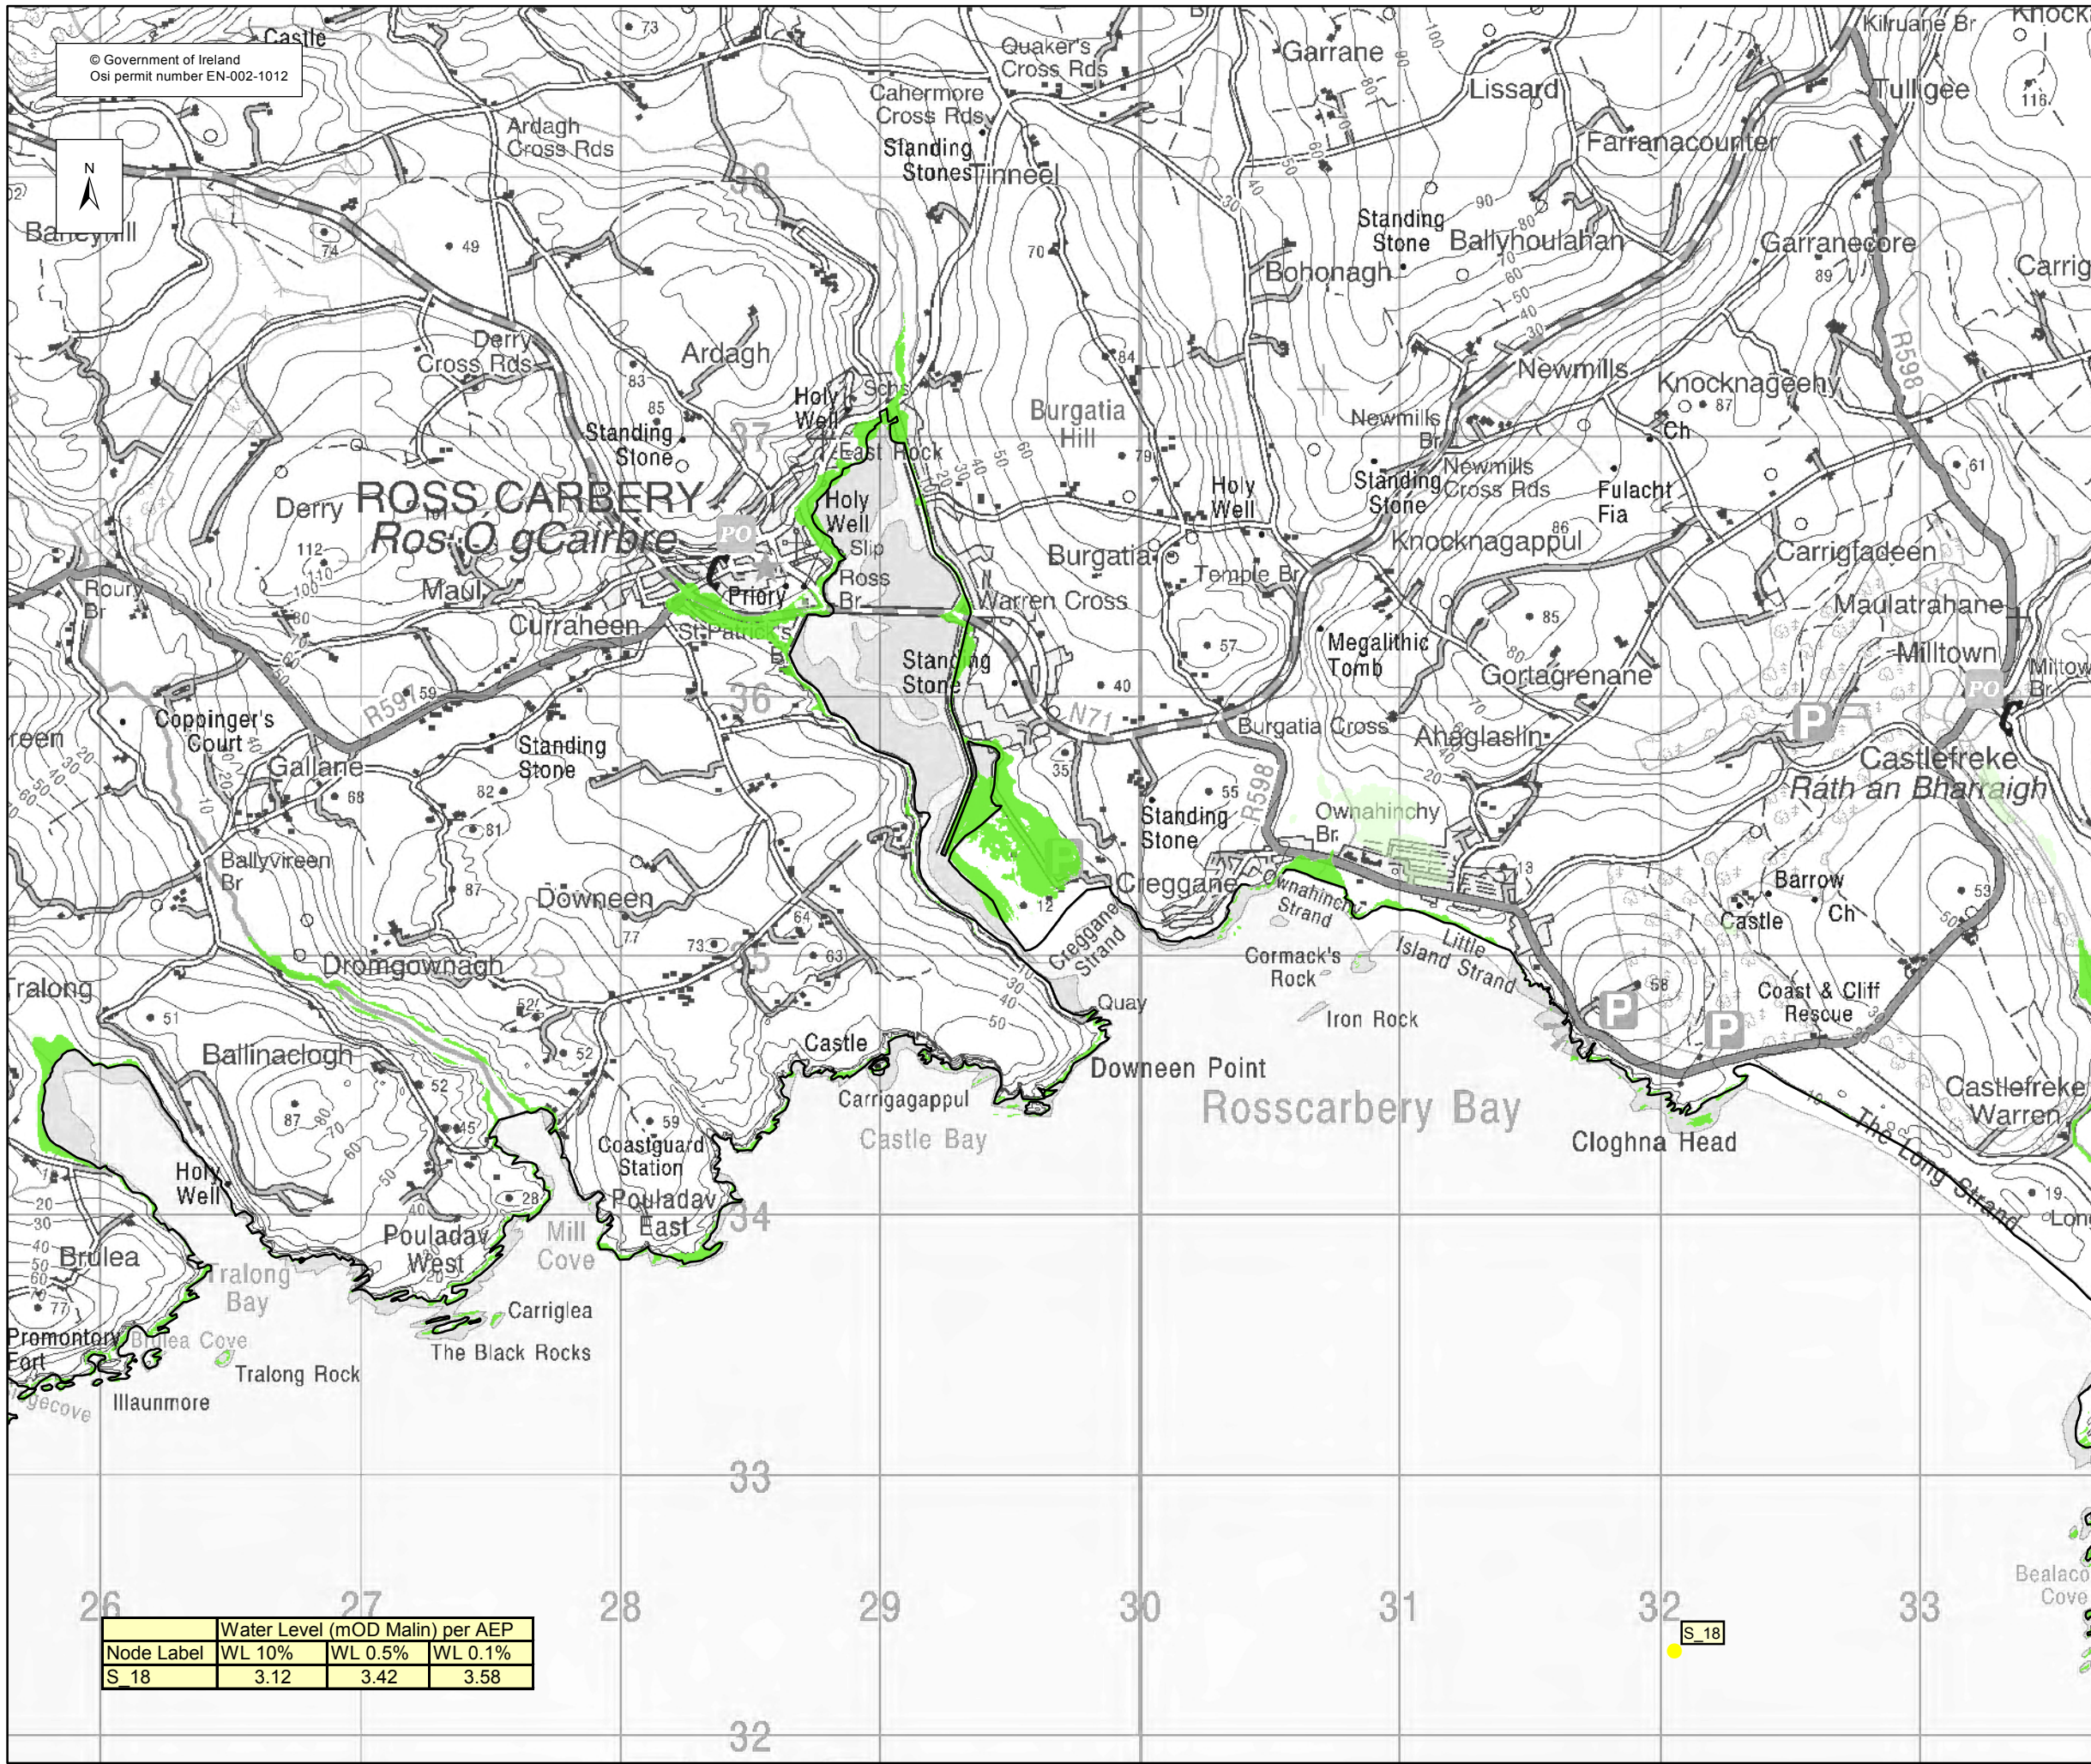 © Government of Ireland
Osi permit number EN-002-1012
N
Castle
73
Quaker's
Cross Rds
Garrane
Lissard
Kilruane Br
Tulligee
116
Cahermore
Cross Rds
Ardagh
Cross Rds
Standing
Stones
Tinneel
Farranacounter
38
74
49
70
Standing
Stone
Ballyhoulahan
Garranecore
89
Bohonagh
Carrig
Derry
Cross Rds
Ardagh
83
85
84
Newmills
Knocknageehy
87
R598
Holy
Well
Schs
Burgatia
Hill
Newmills
Br
Ch
Standing
Stone
37
East Rock
79
61
Derry
ROSS CARBERY
Ros Ó gCairbre
PO
Holy
Well
Slip
Holy
Well
Standing
Stone
Newmills
Cross Rds
Fulacht
Fia
86
Knocknagappul
112
Maul
Roury
Br
Priory
Ross
Br
Burgatia
Temple Br
Carrigfadeen
Warren Cross
Maulatrahane
Curraheen
St Patrick's
57
Megalithic
Tomb
85
Milltown
Gortagrenane
PO
R597
59
36
Standing
Stone
40
N71
Burgatia Cross
Ahaglaslin
P
Coppinger's
Court
Standing
Stone
Gallane
68
82
81
35
55
R598
Standing
Stone
Ownahinchy
Br
Castlefreke
Ráth an Bharraigh
Ballyvireen
Br
87
Downeen
77
73
64
63
12
P
Creggane
Creggane
Strand
Ownahinchy
Strand
13
Barrow
Castle
Ch
53
Little
Island Strand
Cormack's
Rock
Iron Rock
Dromgownagh
Tralong
51
52
Quay
58
P
P
Coast & Cliff
Rescue
Ballinaclogh
87
52
45
59
Castle
Carrigagappul
Castle Bay
Downeen Point
Rosscarbery Bay
Cloghna Head
Castlefreke
Warren
The Long Strand
19
Holy
Well
Coastguard
Station
28
Pouladav
East
Pouladav
West
Mill
Cove
34
Brulea
77
Tralong
Bay
Carriglea
The Black Rocks
Promontory
Fort
Brulea Cove
Tralong Rock
Illaunmore
33
26
27
28
29
30
31
32
33
S_18
32
Water Level (mOD Malin) per AEP
Node Label WL 10% WL 0.5% WL 0.1%
S_18 3.12 3.42 3.58